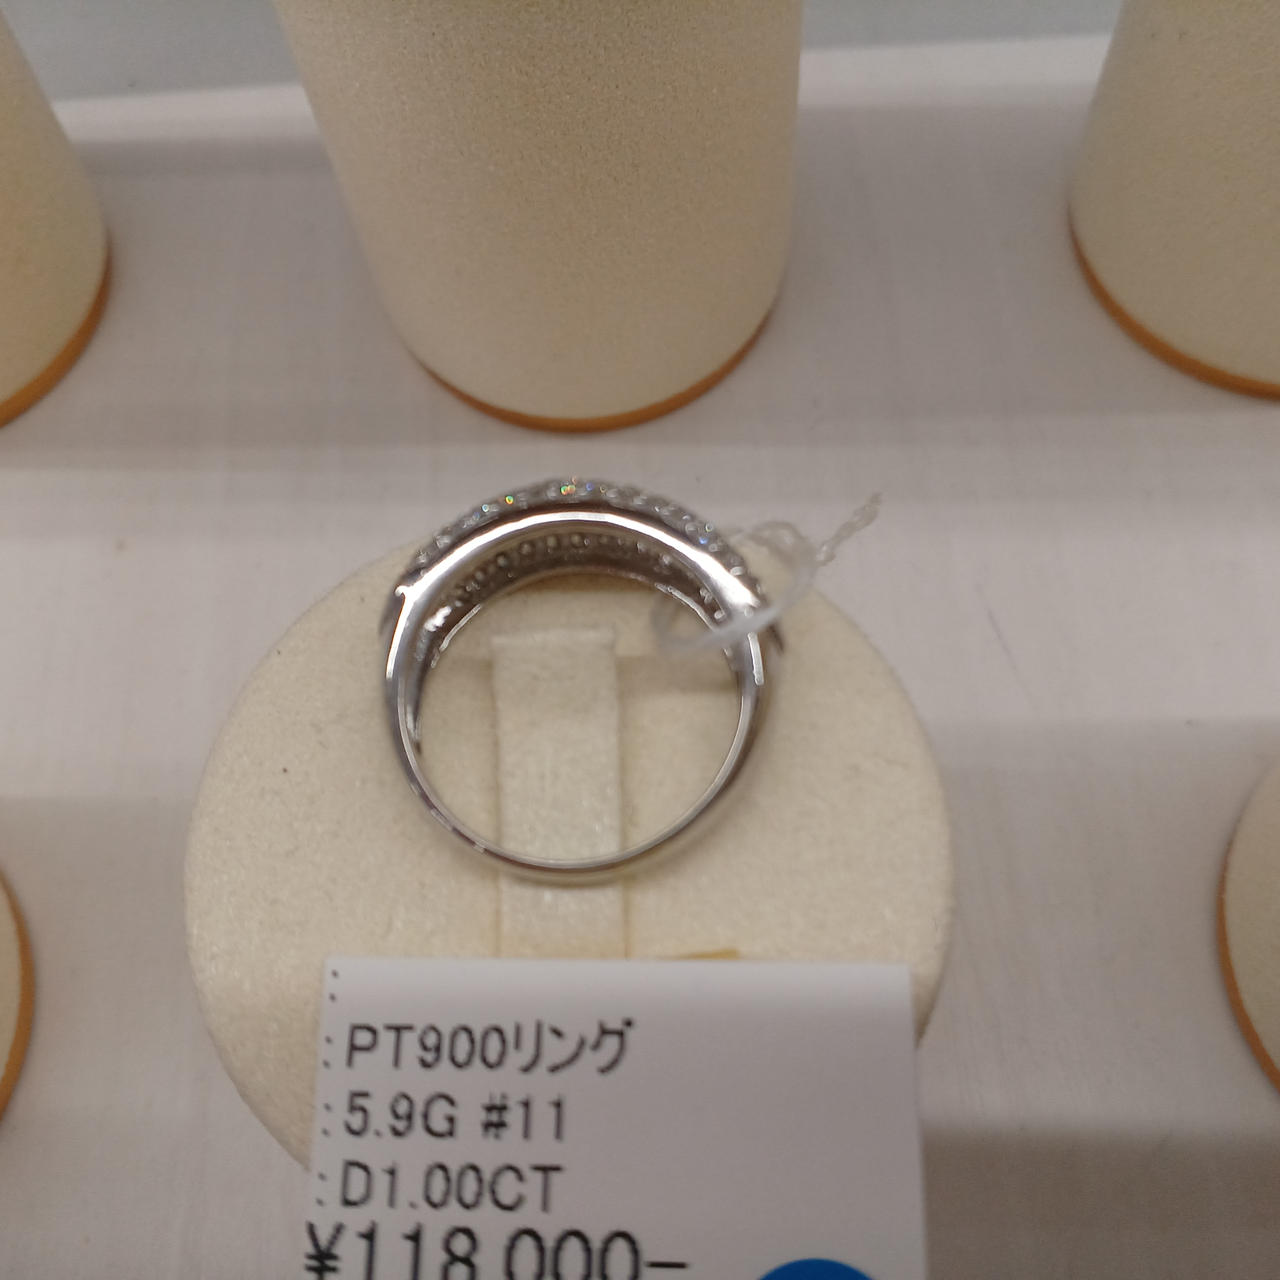 :
:
:PT900リング
:5.9G #11
:D1.00CT
¥118,000-